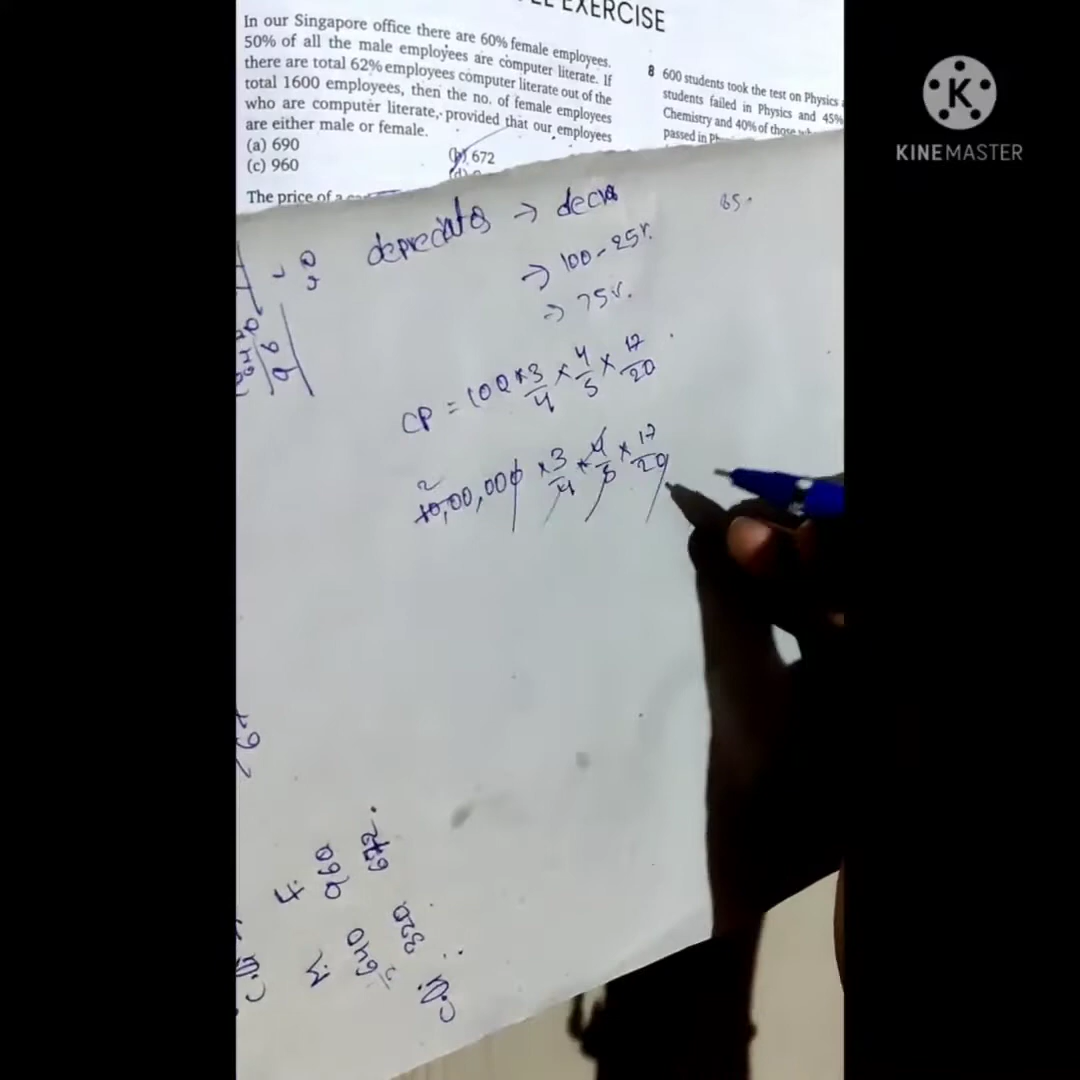 EXERCISE
In our Singapore office there are 60% female employees.
50% of all the male employees are computer literate. If
there are total 62% employees computer literate out of the
total 1600 employees, then the no. of female employees
who are computer literate, provided that our employees
are either male or female.
(a) 690
(b) 672
(c) 960
(d)
The price of a
8 600 students took the test on Physics
students failed in Physics and 45%
Chemistry and 40% of those
passed in
K
KINEMASTER
depreciates →
85.
→ 100 - 25%.
→ 75%.
CP = 100 × 3/4 × 4/5 × 17/20
2
10,00,000 × 3/4 × 4/5 × 17/20
F
960
672.
M
640
320